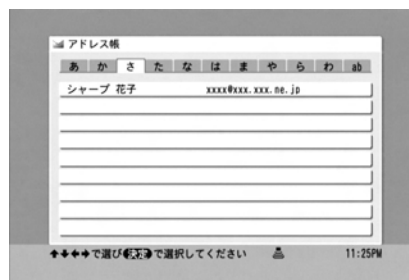 アドレス帳
あ か さ た な は ま や ら わ ab
シャープ 花子 xxxx@xxx.xxx.ne.jp
で選び 決定 で選択してください 11:25PM